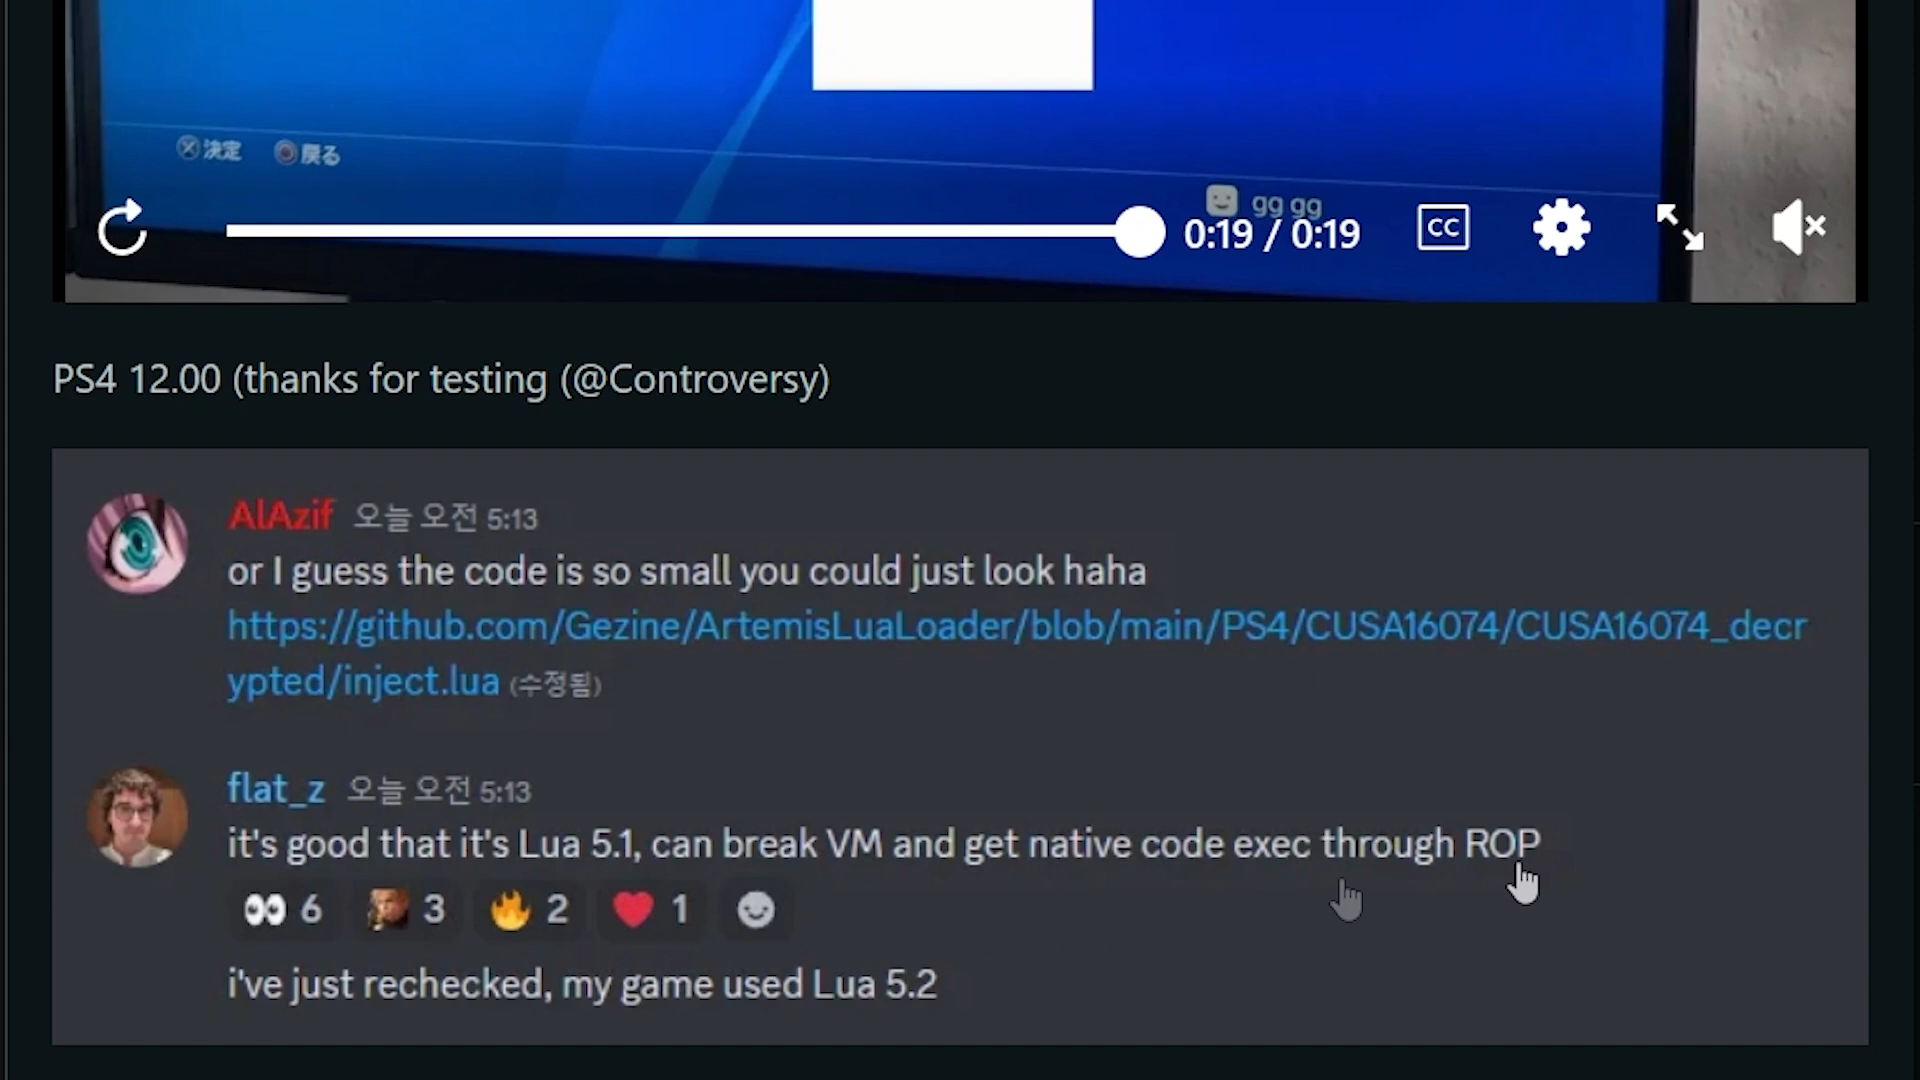 決定 戻る
gg gg
0:19 / 0:19 CC
PS4 12.00 (thanks for testing (@Controversy)
AlAzif 오늘 오전 5:13
or I guess the code is so small you could just look haha
https://github.com/Gezine/ArtemisLuaLoader/blob/main/PS4/CUSA16074/CUSA16074_decr
ypted/inject.lua (수정됨)
flat_z 오늘 오전 5:13
it's good that it's Lua 5.1, can break VM and get native code exec through ROP
6 3 2 1
i've just rechecked, my game used Lua 5.2